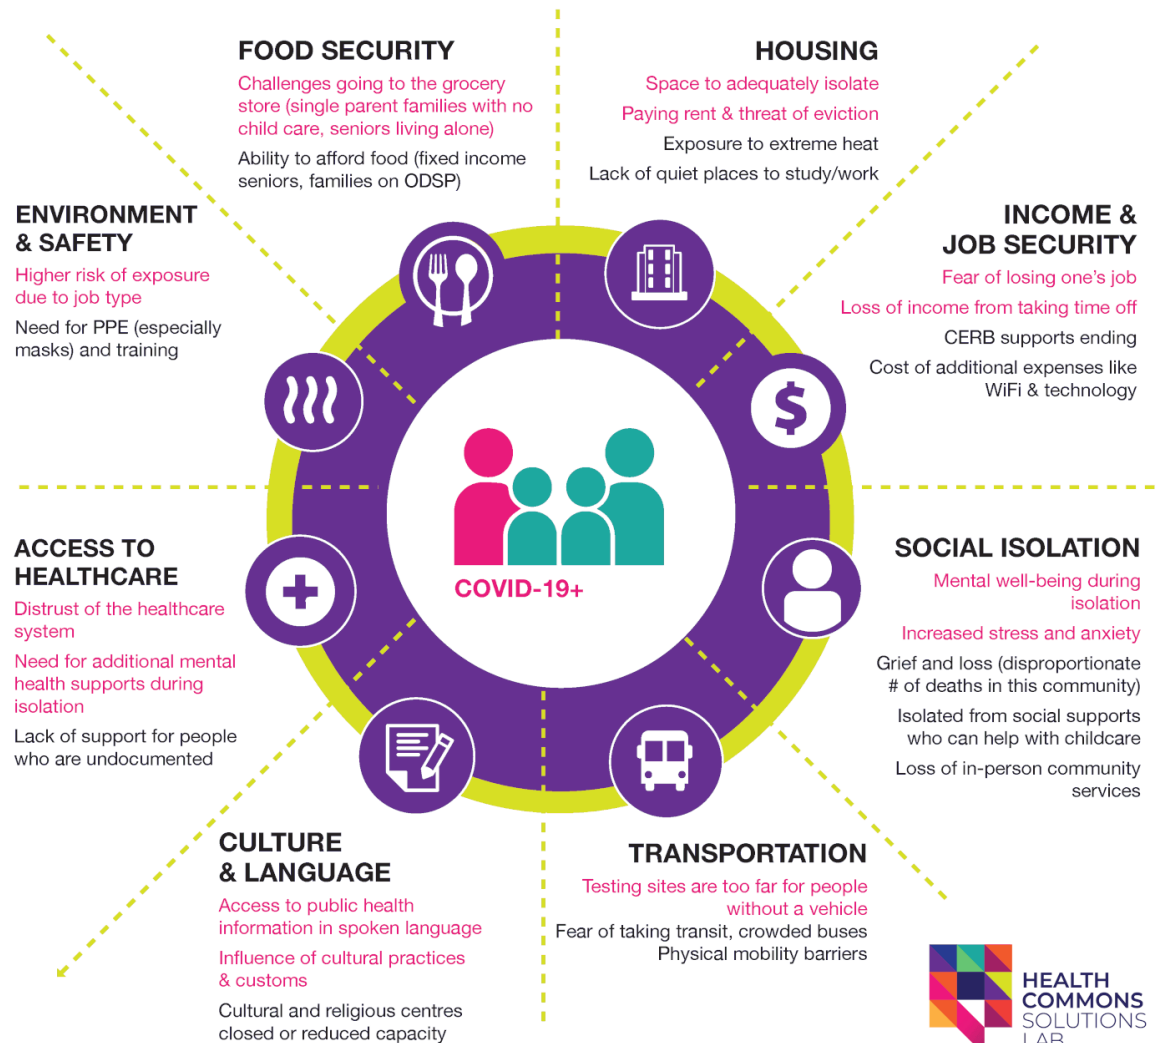 FOOD SECURITY
Challenges going to the grocery
store (single parent families with no
child care, seniors living alone)
Ability to afford food (fixed income
seniors, families on ODSP)
HOUSING
Space to adequately isolate
Paying rent & threat of eviction
Exposure to extreme heat
Lack of quiet places to study/work
ENVIRONMENT
& SAFETY
Higher risk of exposure
due to job type
Need for PPE (especially
masks) and training
INCOME &
JOB SECURITY
Fear of losing one's job
Loss of income from taking time off
CERB supports ending
Cost of additional expenses like
WiFi & technology
$
COVID-19+
ACCESS TO
HEALTHCARE
Distrust of the healthcare
system
Need for additional mental
health supports during
isolation
Lack of support for people
who are undocumented
SOCIAL ISOLATION
Mental well-being during
isolation
Increased stress and anxiety
Grief and loss (disproportionate
# of deaths in this community)
Isolated from social supports
who can help with childcare
Loss of in-person community
services
CULTURE
& LANGUAGE
Access to public health
information in spoken language
Influence of cultural practices
& customs
Cultural and religious centres
closed or reduced capacity
TRANSPORTATION
Testing sites are too far for people
without a vehicle
Fear of taking transit, crowded buses
Physical mobility barriers
HEALTH
COMMONS
SOLUTIONS
LAB